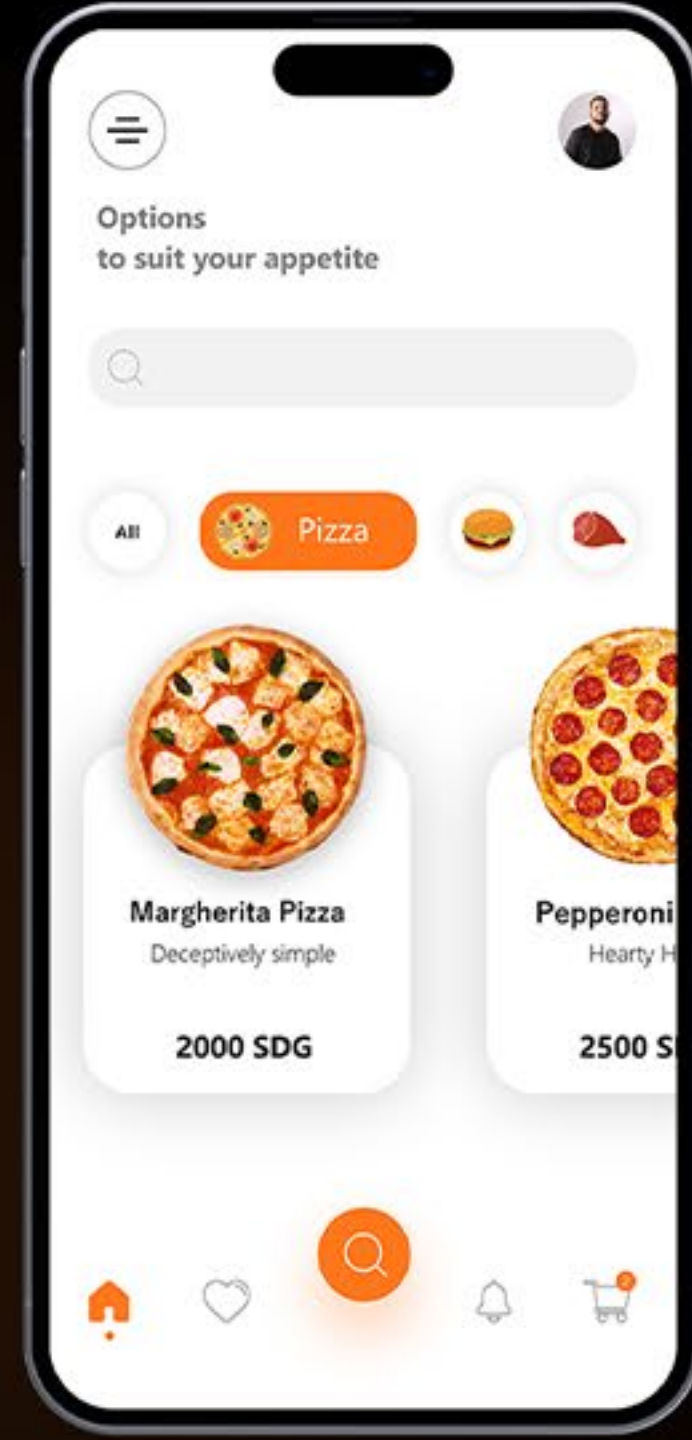 Options
to suit your appetite
All
Pizza
Margherita Pizza
Deceptively simple
2000 SDG
Pepperoni
Hearty H
2500 S